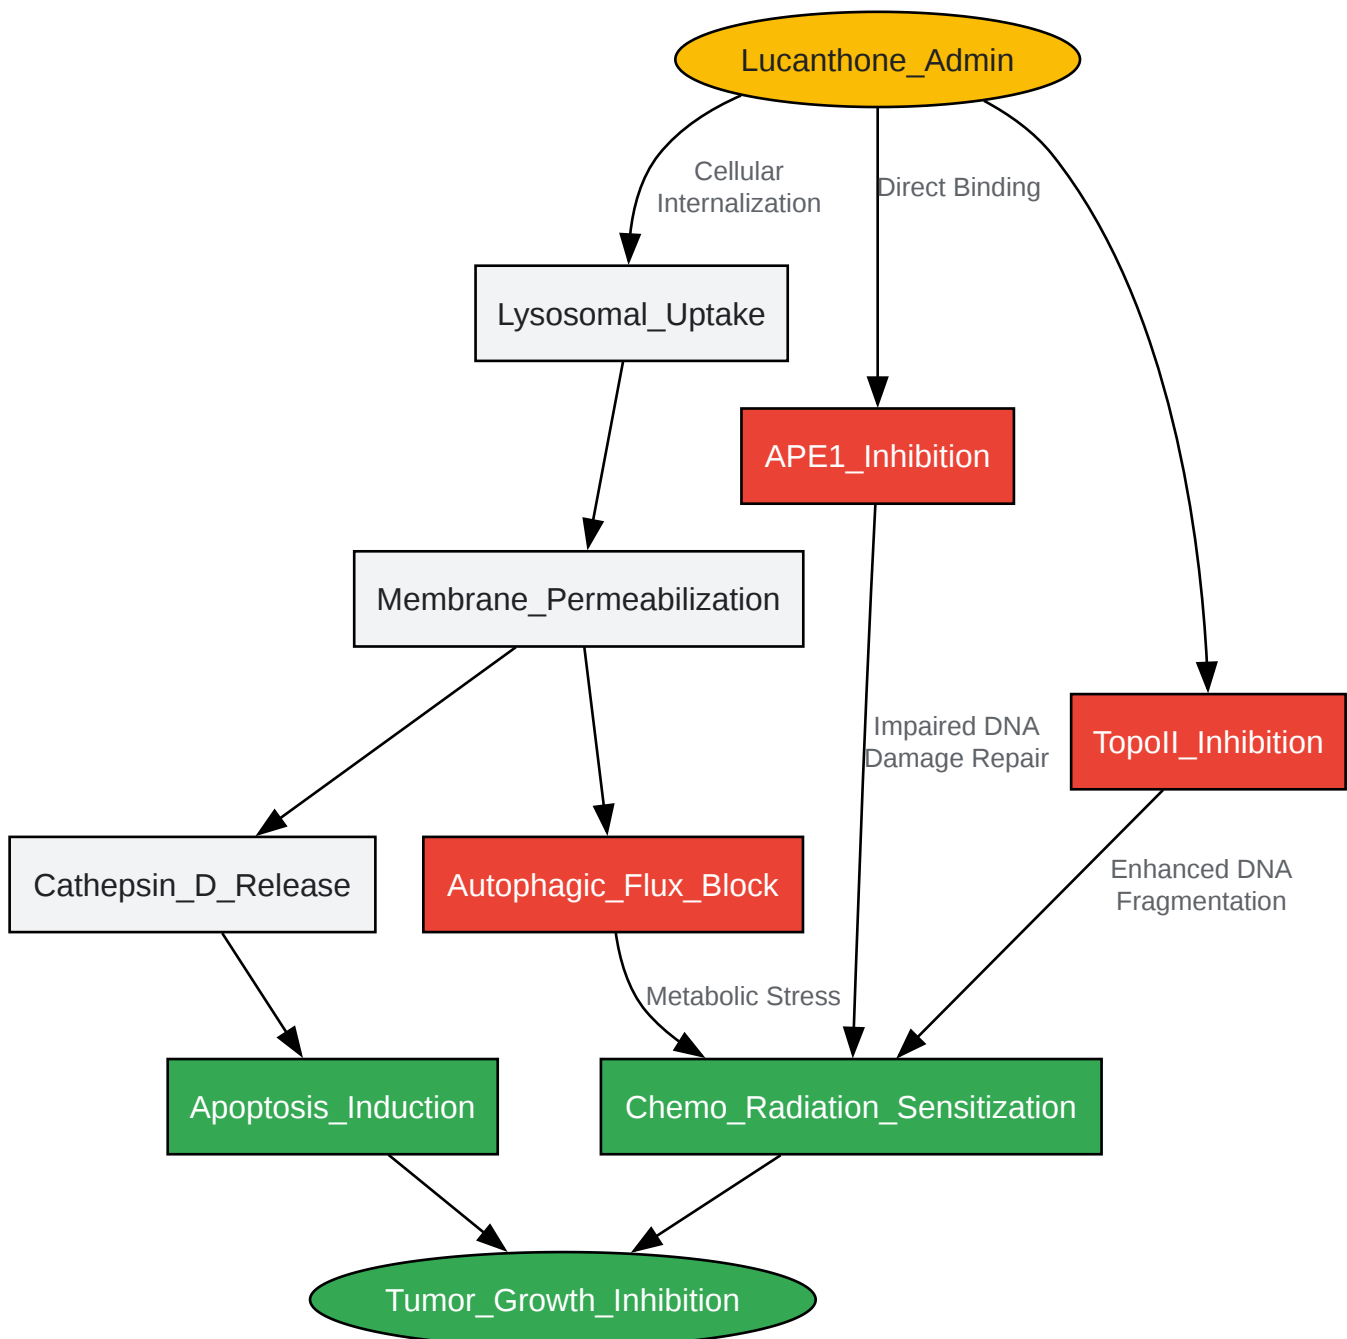 Lucanthone_Admin
Cellular
Internalization
Direct Binding
Lysosomal_Uptake
APE1_Inhibition
Membrane_Permeabilization
Impaired DNA
Damage Repair
TopoII_Inhibition
Cathepsin_D_Release
Autophagic_Flux_Block
Enhanced DNA
Fragmentation
Metabolic Stress
Apoptosis_Induction
Chemo_Radiation_Sensitization
Tumor_Growth_Inhibition